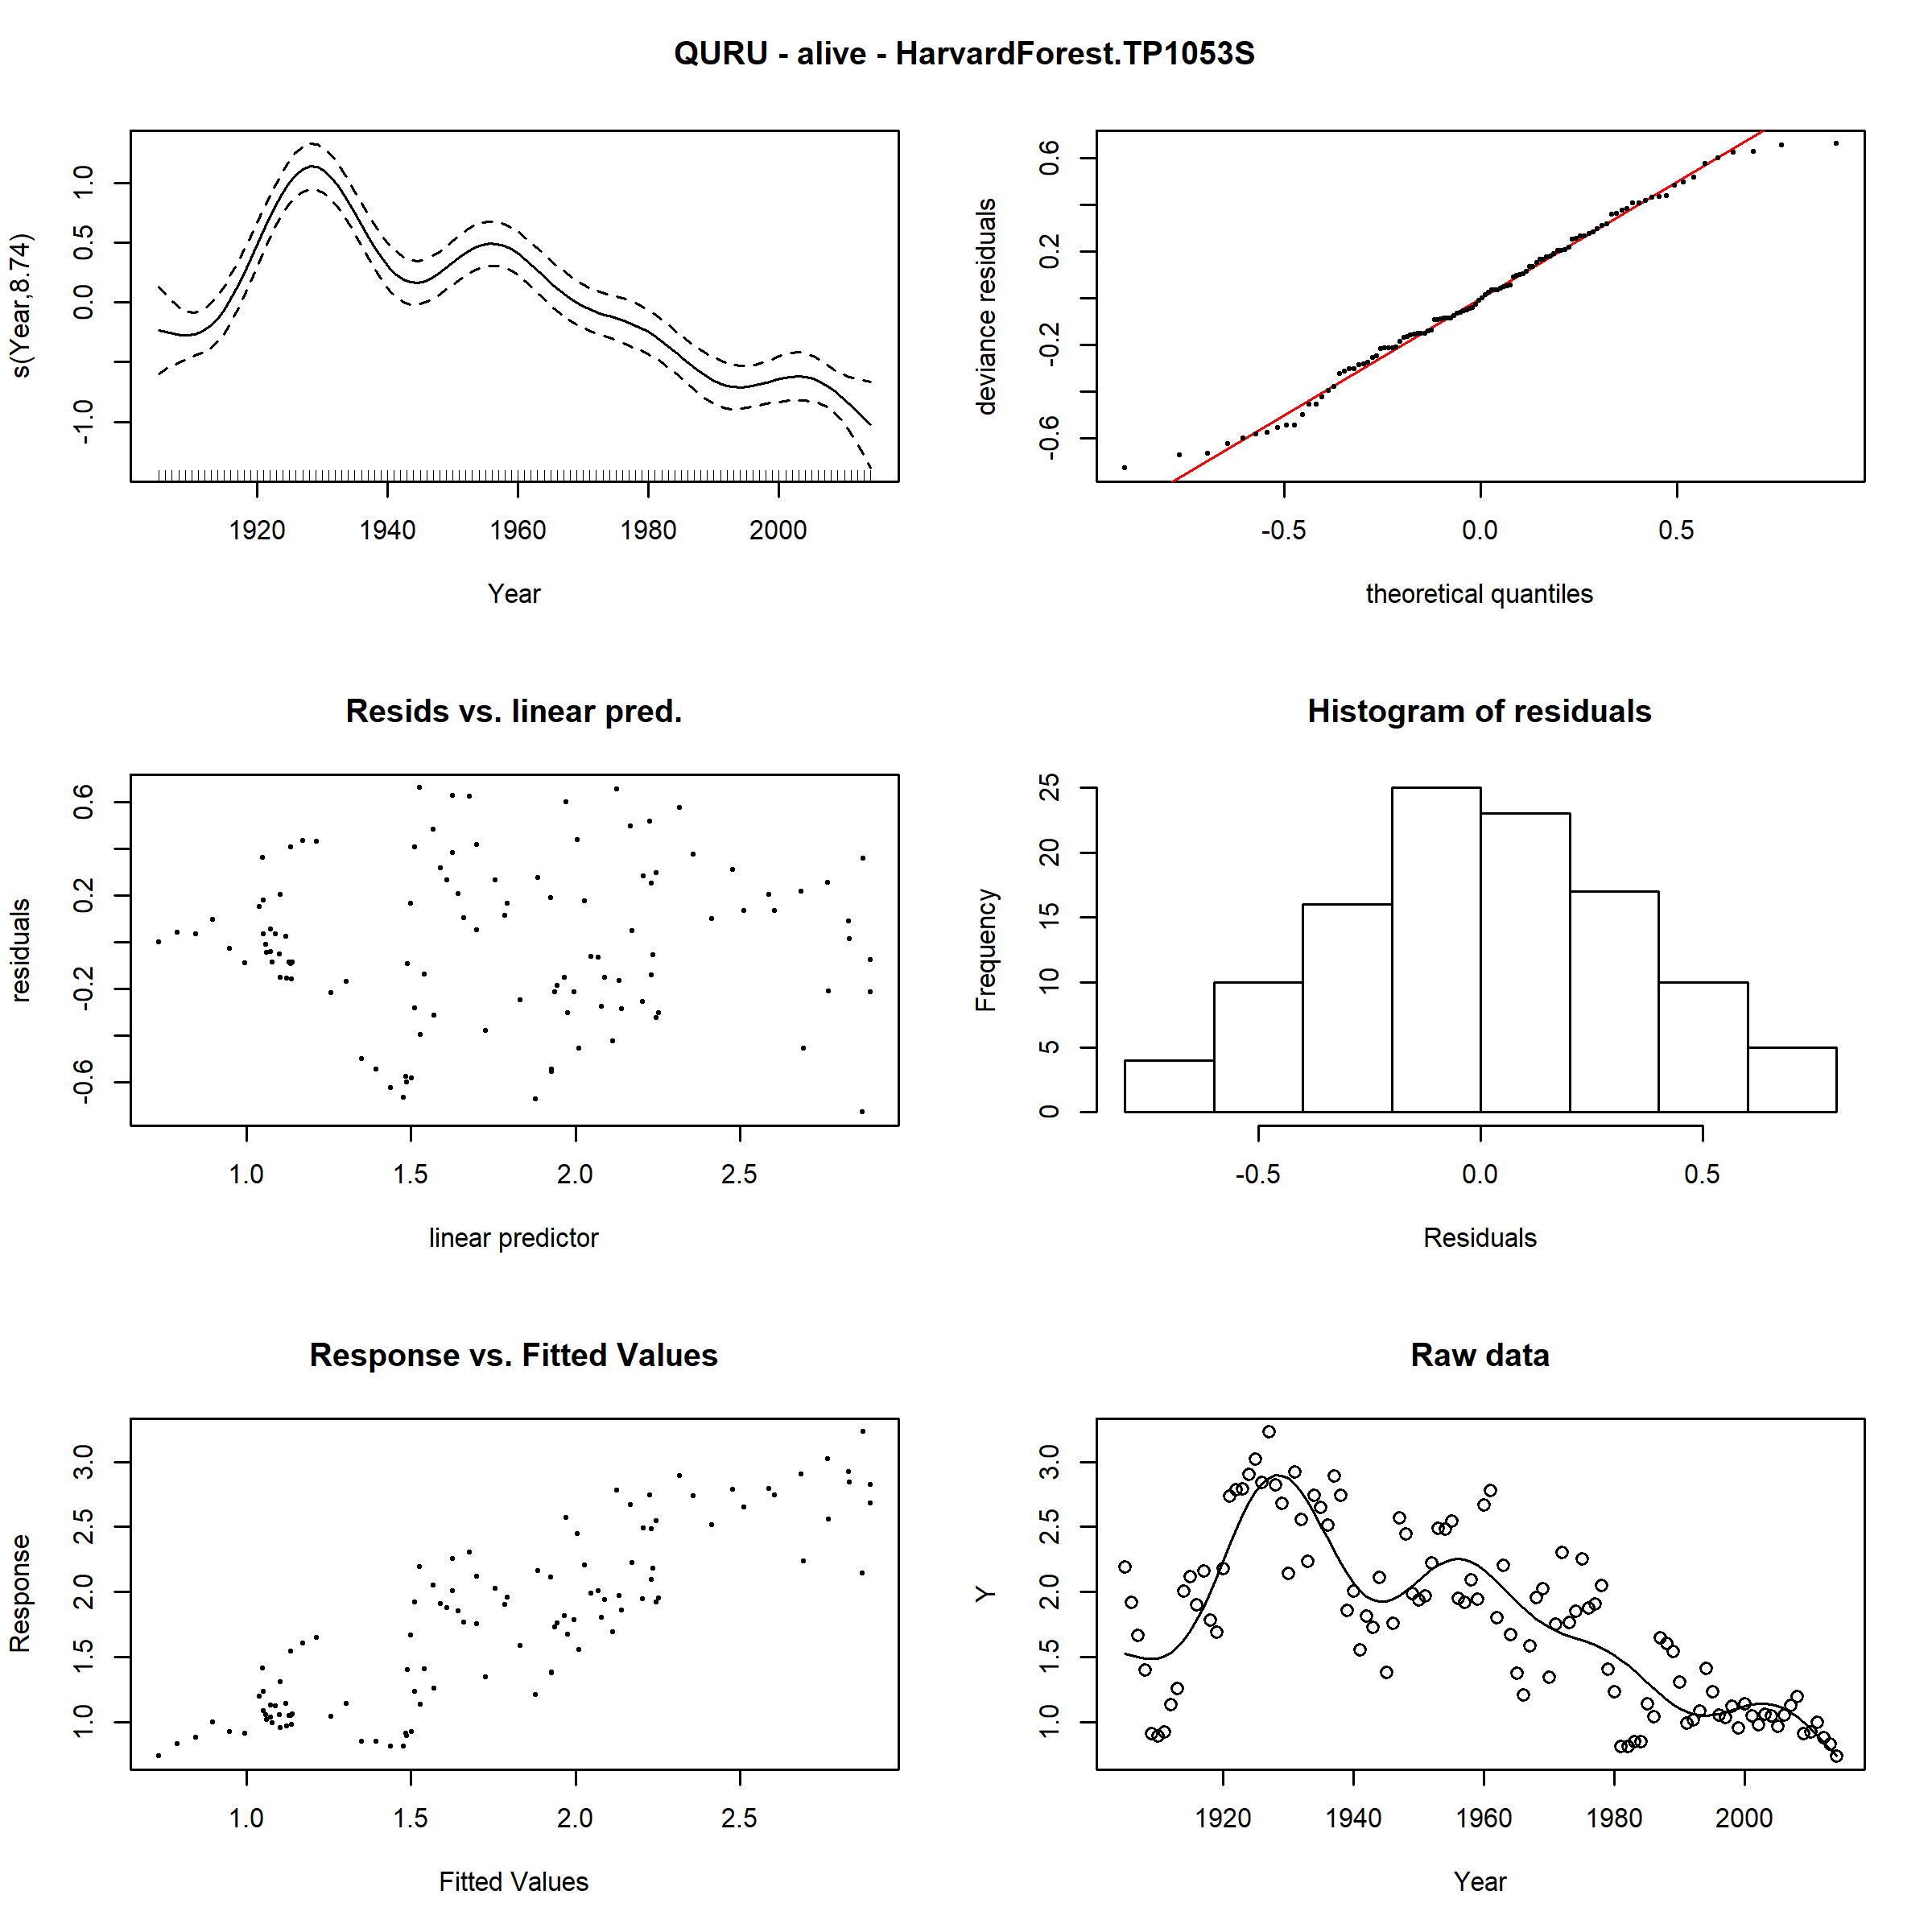 QURU - alive - HarvardForest.TP1053S
s(Year,8.74)
1.0
0.5
0.0
-1.0
1920 1940 1960 1980 2000
Year
deviance residuals
0.6
0.2
-0.2
-0.6
-0.5 0.0 0.5
theoretical quantiles
Resids vs. linear pred.
residuals
0.6
0.2
-0.2
-0.6
1.0 1.5 2.0 2.5
linear predictor
Histogram of residuals
Frequency
25
20
15
10
5
0
-0.5 0.0 0.5
Residuals
Response vs. Fitted Values
Response
3.0
2.5
2.0
1.5
1.0
1.0 1.5 2.0 2.5
Fitted Values
Raw data
Y
3.0
2.5
2.0
1.5
1.0
1920 1940 1960 1980 2000
Year